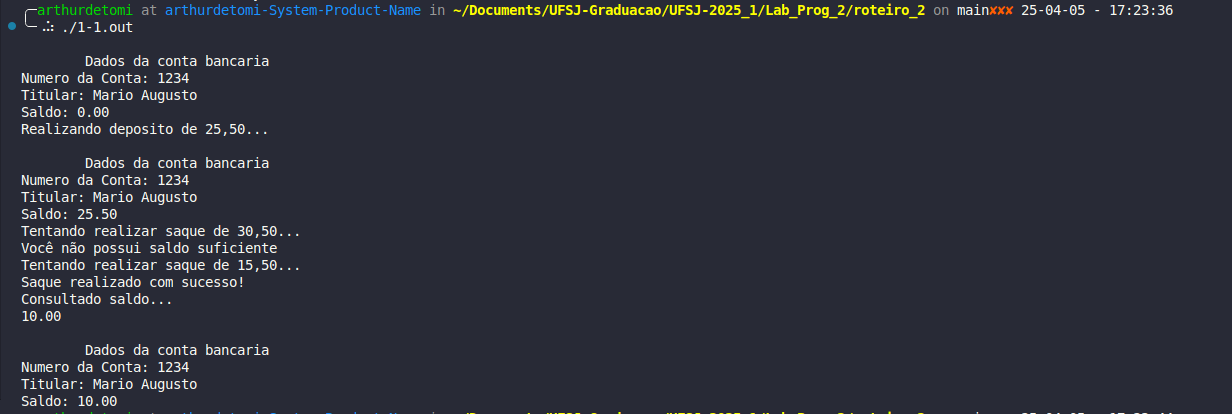 arthurdetomi at arthurdetomi-System-Product-Name in ~/Documents/UFSJ-Graduacao/UFSJ-2025_1/Lab_Prog_2/roteiro_2 on main✘✘✘ 25-04-05 - 17:23:36
./1-1.out
Dados da conta bancaria
Numero da Conta: 1234
Titular: Mario Augusto
Saldo: 0.00
Realizando deposito de 25,50...
Dados da conta bancaria
Numero da Conta: 1234
Titular: Mario Augusto
Saldo: 25.50
Tentando realizar saque de 30,50...
Você não possui saldo suficiente
Tentando realizar saque de 15,50...
Saque realizado com sucesso!
Consultado saldo...
10.00
Dados da conta bancaria
Numero da Conta: 1234
Titular: Mario Augusto
Saldo: 10.00